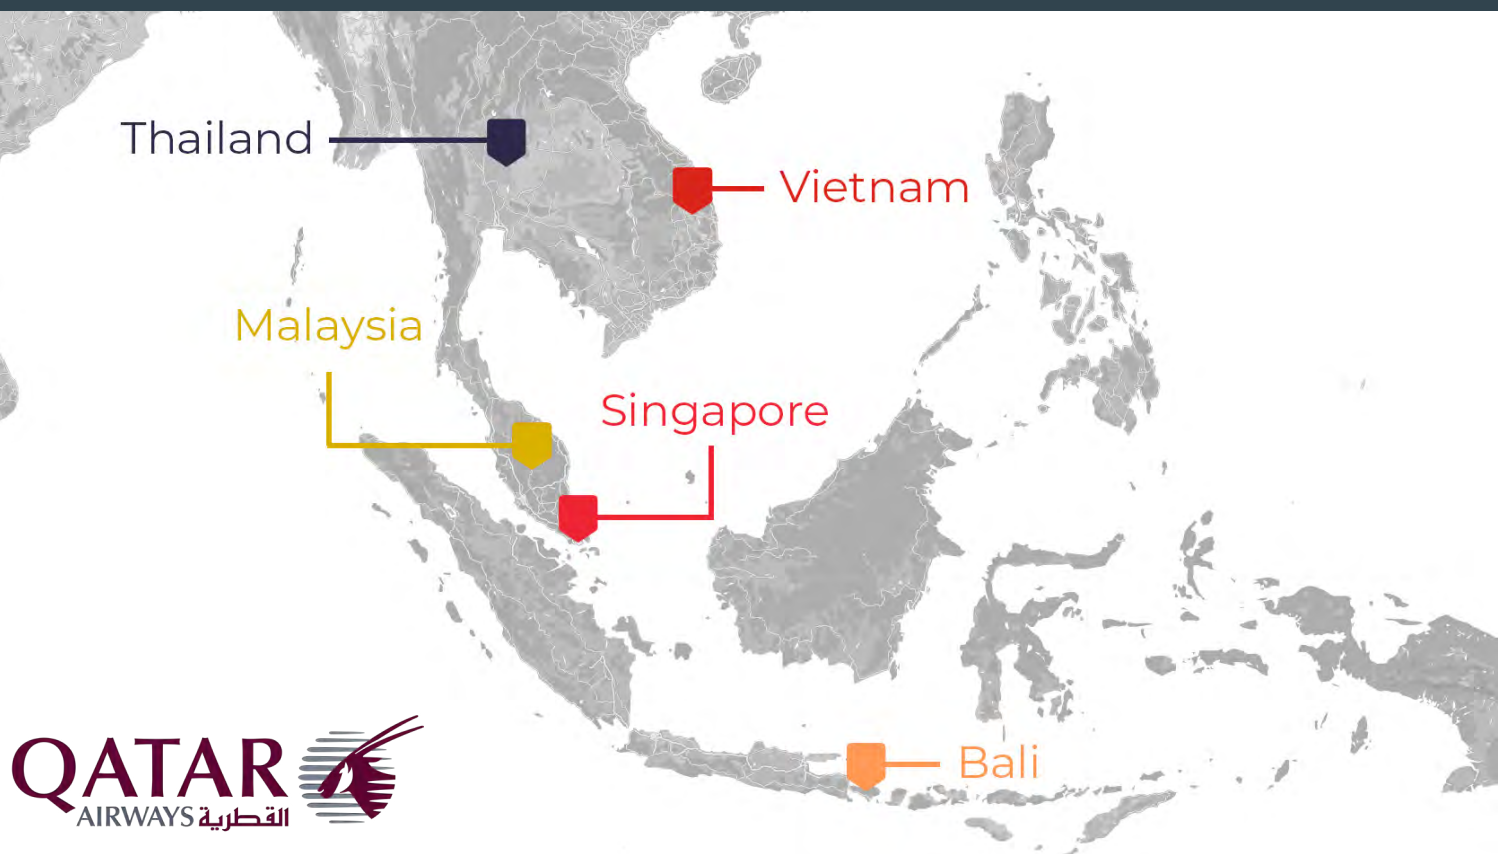 Thailand
Vietnam
Malaysia
Singapore
Bali
QATAR
AIRWAYS القطرية